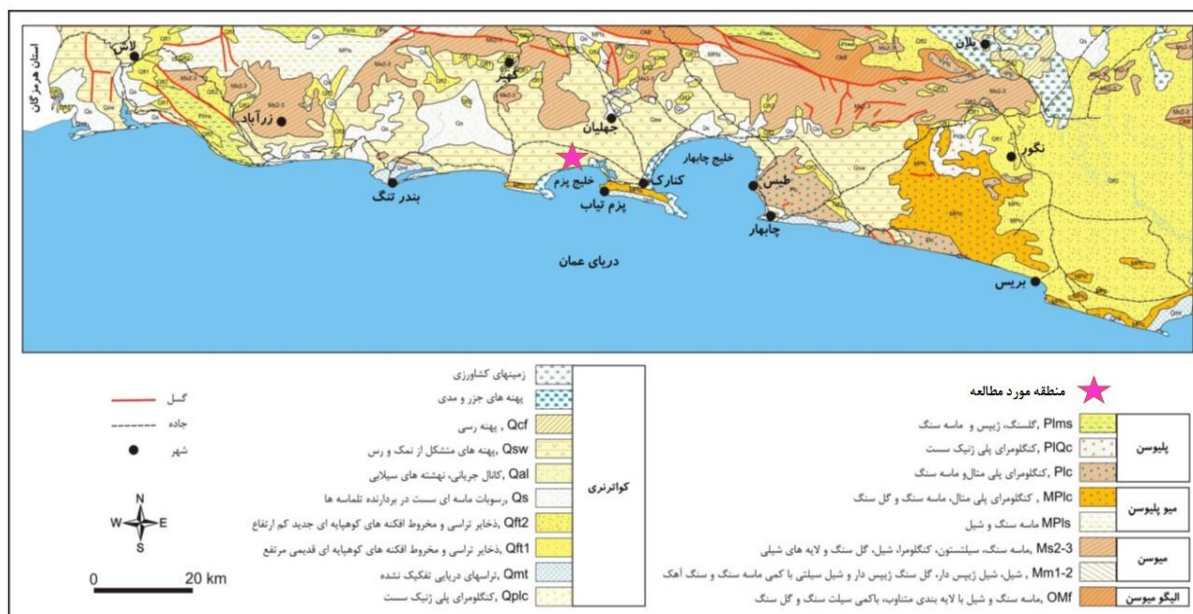 استان هرمزگان
لاش
زرآباد
کهیر
جهلیان
بندر تنگ
خلیج پزم
پزم تیاب
کنارک
خلیج چابهار
طیس
چابهار
پلان
نگور
بریس
دریای عمان
گسل
جاده
شهر
N
W E
S
0 20 km
زمینهای کشاورزی
پهنه های جزر و مدی
Qcf , پهنه رسی
Qsw ,پهنه های متشکل از نمک و رس
Qal ,کانال جریانی، نهشته های سیلابی
Qs ,رسوبات ماسه ای سست در بردارنده تلماسه ها
Qft2 ,ذخایر تراسی و مخروط افکنه های کوهپایه ای جدید کم ارتفاع
Qft1 ,ذخایر تراسی و مخروط افکنه های کوهپایه ای قدیمی مرتفع
Qmt ,تراسهای دریایی تفکیک نشده
Qplc ,کنگلومرای پلی ژنیک سست
کواترنری
منطقه مورد مطالعه
Plms ,گلسنگ، ژیپس و ماسه سنگ
PlQc ,کنگلومرای پلی ژنیک سست
Plc ,کنگلومرای پلی متال و ماسه سنگ
پلیوسن
MPlc ,کنگلومرای پلی متال، ماسه سنگ و گل سنگ
MPls ماسه سنگ و شیل
میو پلیوسن
Ms2-3 ,ماسه سنگ، سیلتستون، کنگلومرا، شیل، گل سنگ و لایه های شیلی
Mm1-2 ,شیل، شیل ژیپس دار، گل سنگ ژیپس دار و شیل سیلتی با کمی ماسه سنگ و سنگ آهک
میوسن
OMf ,ماسه سنگ و شیل با لایه بندی متناوب، باکمی سیلت سنگ و گل سنگ
الیگو میوسن